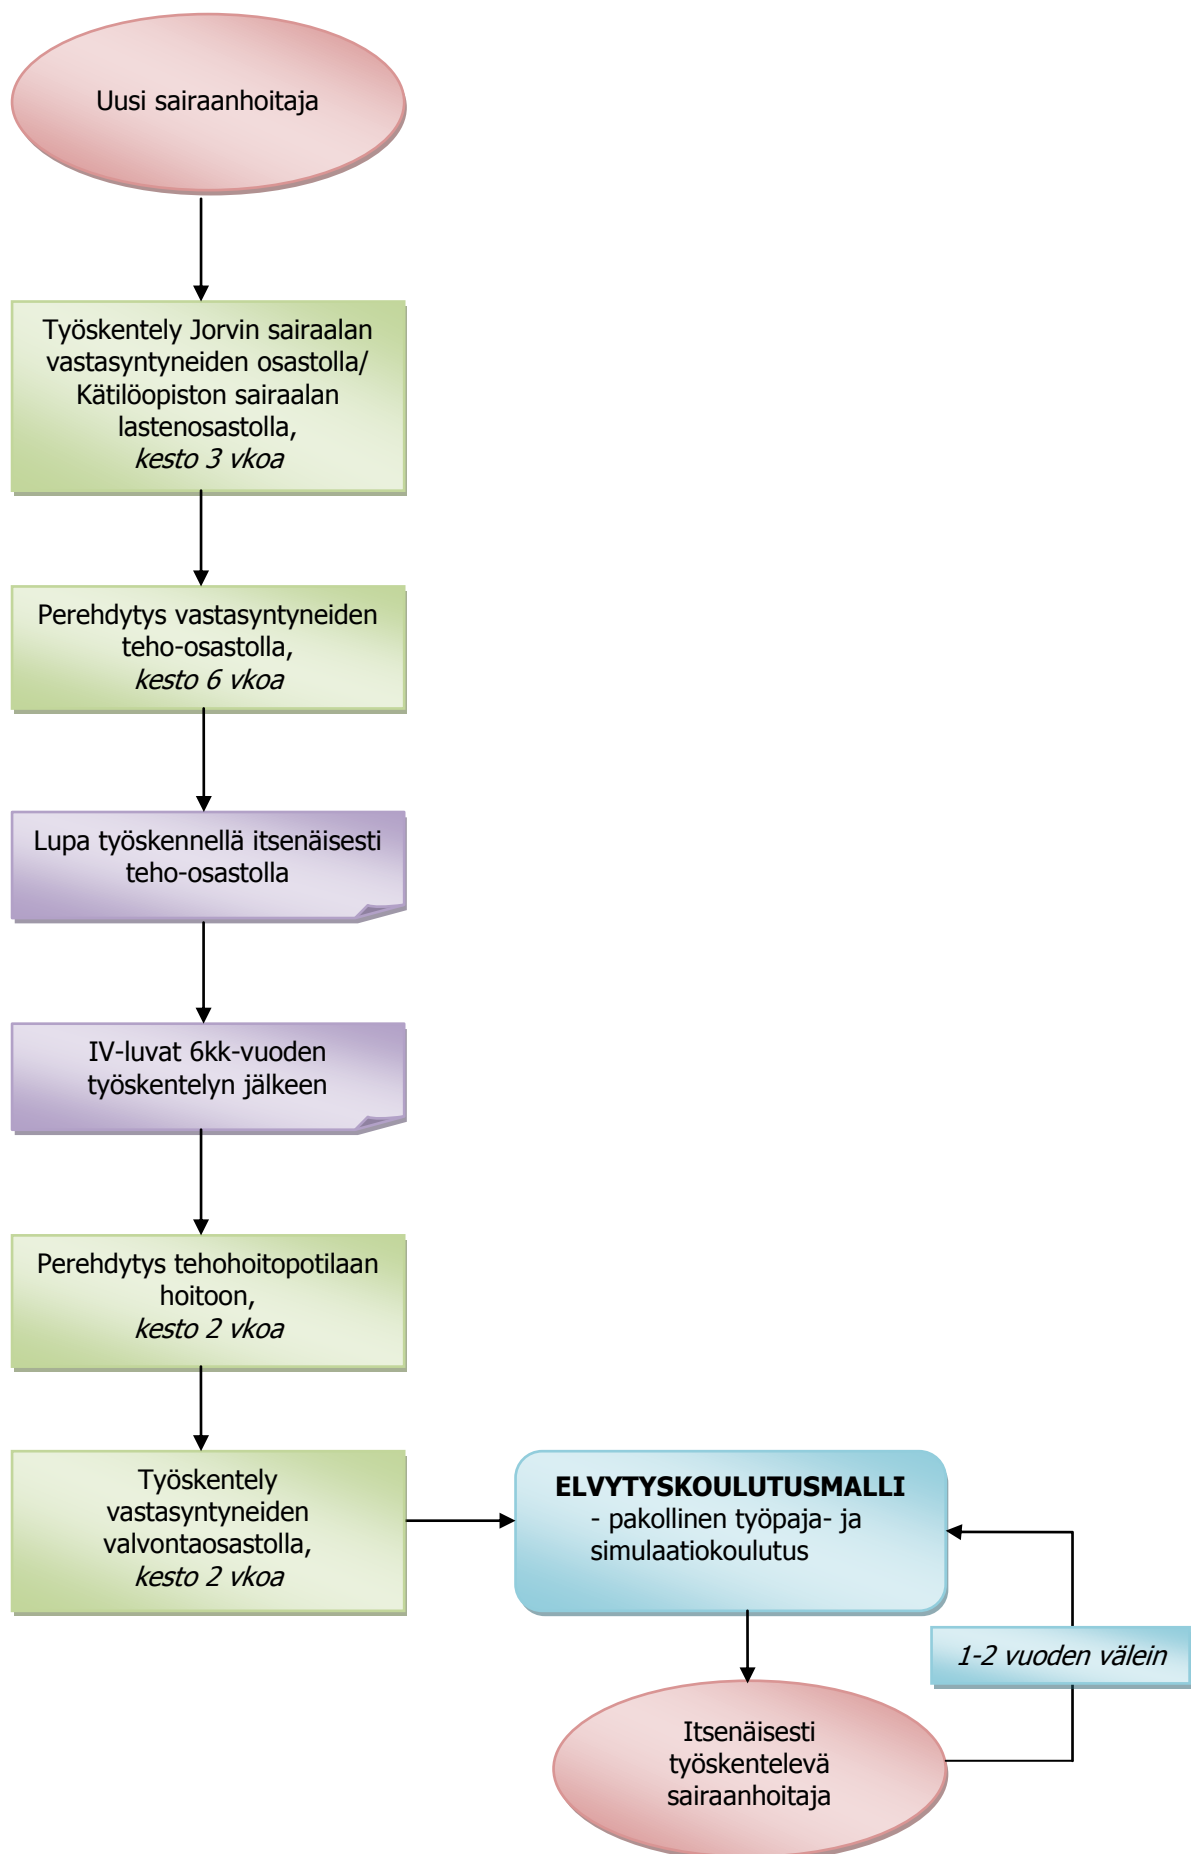 Uusi sairaanhoitaja
Työskentely Jorvin sairaalan
vastasyntyneiden osastolla/
Kätilöopiston sairaalan
lastenosastolla,
kesto 3 vkoa
Perehdytys vastasyntyneiden
teho-osastolla,
kesto 6 vkoa
Lupa työskennellä itsenäisesti
teho-osastolla
IV-luvat 6kk-vuoden
työskentelyn jälkeen
Perehdytys tehohoitopotilaan
hoitoon,
kesto 2 vkoa
Työskentely
vastasyntyneiden
valvontaosastolla,
kesto 2 vkoa
ELVYTYSKOULUTUSMALLI
- pakollinen työpaja- ja
simulaatiokoulutus
1-2 vuoden välein
Itsenäisesti
työskentelevä
sairaanhoitaja